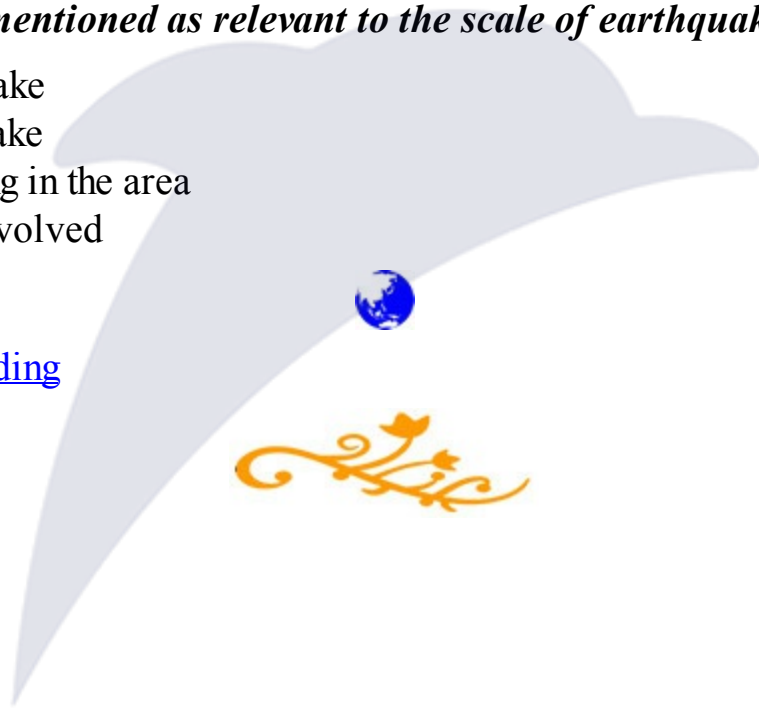 mentioned as relevant to the scale of earthquak
ake
ake
g in the area
volved
ding